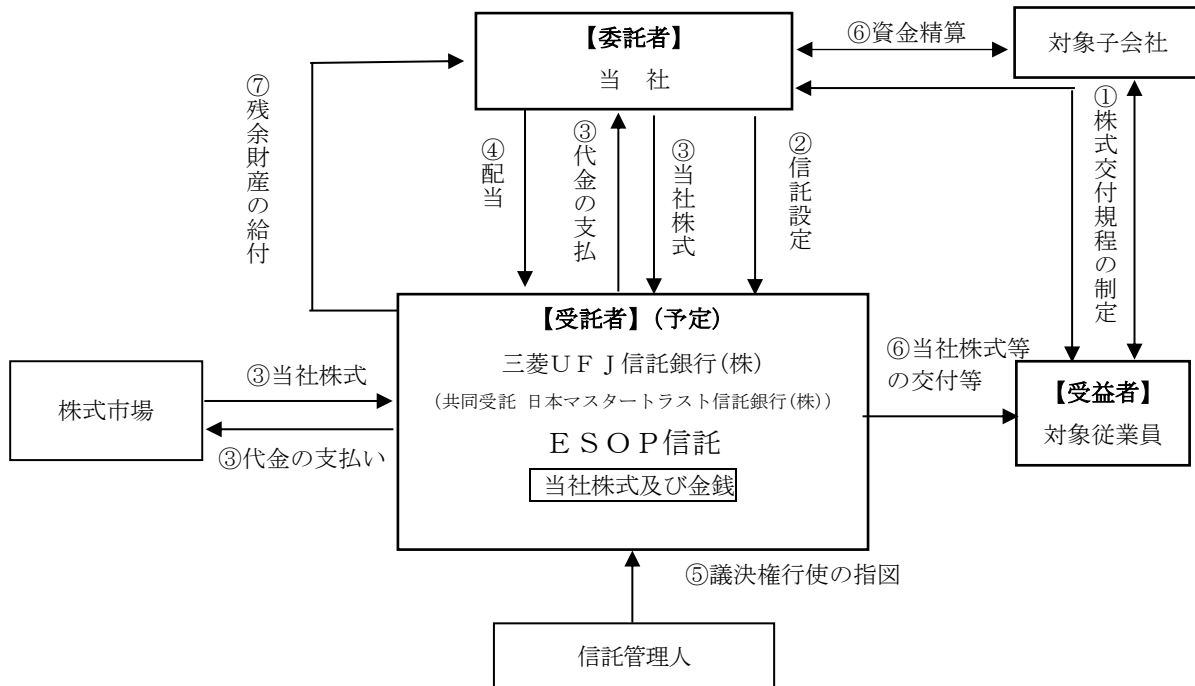 【委託者】
当 社
⑥資金精算
対象子会社
⑦残余財産の給付
④配当
③代金の支払
③当社株式
②信託設定
①株式交付規程の制定
【受託者】(予定)
三菱UFJ信託銀行(株)
(共同受託 日本マスタートラスト信託銀行(株))
ESOP信託
当社株式及び金銭
株式市場
③当社株式
③代金の支払い
⑥当社株式等
の交付等
【受益者】
対象従業員
⑤議決権行使の指図
信託管理人